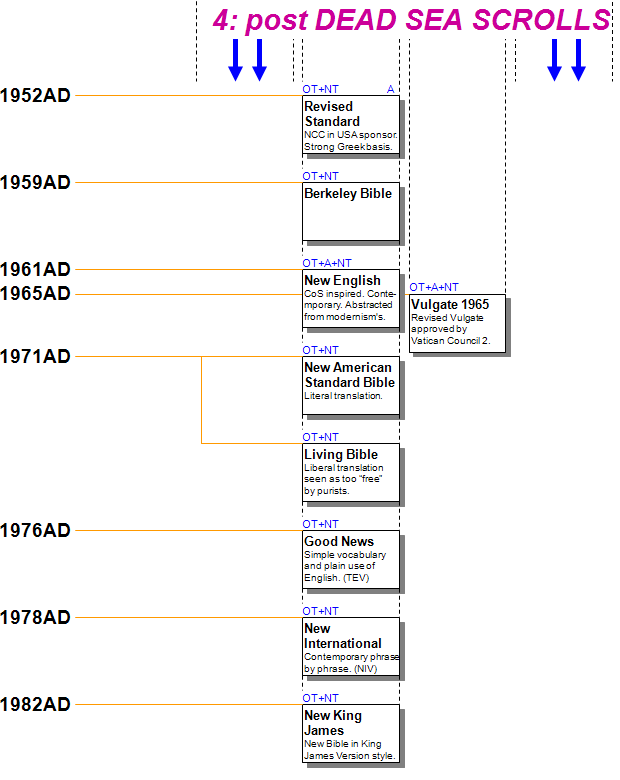 4: post DEAD SEA SCROLLS
1952AD
OT+NT A
Revised
Standard
NCC in USA sponsor.
Strong Greek basis.
1959AD
OT+NT
Berkeley Bible
1961AD
OT+A+NT
New English
CoS inspired. Conte-
mporary. Abstracted
from modernism's.
1965AD
OT+A+NT
Vulgate 1965
Revised Vulgate
approved by
Vatican Council 2.
1971AD
OT+NT
New American
Standard Bible
Literal translation.
OT+NT
Living Bible
Liberal translation
seen as too "free"
by purists.
1976AD
OT+NT
Good News
Simple vocabulary
and plain use of
English. (TEV)
1978AD
OT+NT
New
International
Contemporary phrase
by phrase. (NIV)
1982AD
OT+NT
New King
James
New Bible in King
James Version style.